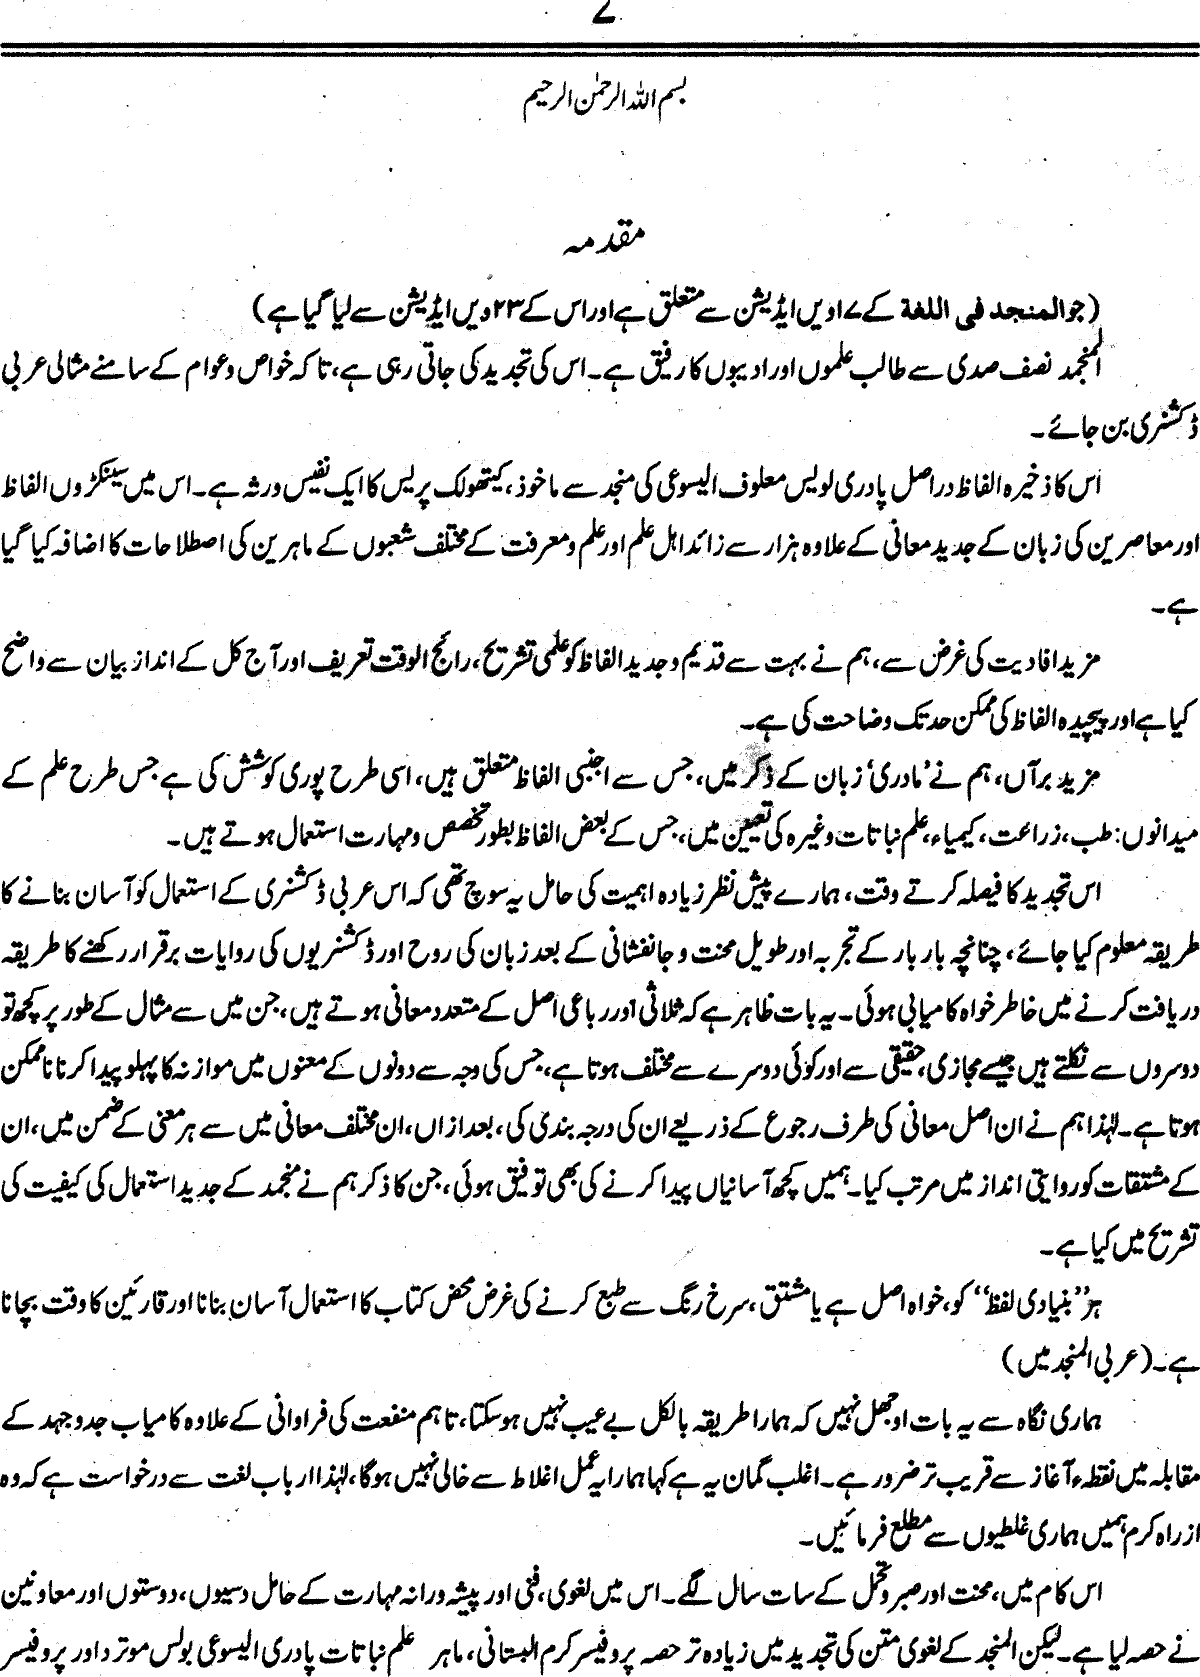 ۷
بسم اللہ الرحمٰن الرحیم
مقدمہ
(جو المنجد فی اللغة کے ۱۷ویں ایڈیشن سے متعلق ہے اور اس کے ۲۳ویں ایڈیشن سے لیا گیا ہے)
المنجد نصف صدی سے طالب علموں اور ادیبوں کا رفیق ہے۔ اس کی تجدید کی جاتی رہی ہے، تاکہ خواص و عوام کے سامنے مثالی عربی
ڈکشنری بن جائے۔
اس کا ذخیرہ الفاظ دراصل پادری لویس معلوف الیسوعی کی منجد سے ماخوذ، کیتھولک پریس کا ایک نفیس ورثہ ہے۔ اس میں سینکڑوں الفاظ
اور معاصرین کی زبان کے جدید معانی کے علاوہ ہزار سے زائد اہل علم اور علم و معرفت کے مختلف شعبوں کے ماہرین کی اصطلاحات کا اضافہ کیا گیا
ہے۔
مزید افادیت کی غرض سے، ہم نے بہت سے قدیم و جدید الفاظ کو علمی تشریح، رائج الوقت تعریف اور آج کل کے انداز بیان سے واضح
کیا ہے اور پیچیدہ الفاظ کی ممکن حد تک وضاحت کی ہے۔
مزید برآں، ہم نے ’مادری‘ زبان کے ذکر میں، جس سے اجنبی الفاظ متعلق ہیں، اسی طرح پوری کوشش کی ہے جس طرح علم کے
میدانوں: طب، زراعت، کیمیاء، علم نباتات وغیرہ کی تعیین میں، جس کے بعض الفاظ بطور تخصص و مہارت استعمال ہوتے ہیں۔
اس تجدید کا فیصلہ کرتے وقت، ہمارے پیش نظر زیادہ اہمیت کی حامل یہ سوچ تھی کہ اس عربی ڈکشنری کے استعمال کو آسان بنانے کا
طریقہ معلوم کیا جائے، چنانچہ بار بار کے تجربہ اور طویل محنت و جانفشانی کے بعد زبان کی روح اور ڈکشنریوں کی روایات برقرار رکھنے کا طریقہ
دریافت کرنے میں خاطر خواہ کامیابی ہوئی۔ یہ بات ظاہر ہے کہ ثلاثی اور رباعی اصل کے متعدد معانی ہوتے ہیں، جن میں سے مثال کے طور پر کچھ تو
دوسروں سے نکلتے ہیں جیسے مجازی، حقیقی سے اور کوئی دوسرے سے مختلف ہوتا ہے، جس کی وجہ سے دونوں کے معنوں میں موازنہ کا پہلو پیدا کرنا ناممکن
ہوتا ہے۔ لہٰذا ہم نے ان اصل معانی کی طرف رجوع کے ذریعے ان کی درجہ بندی کی، بعد ازاں، ان مختلف معانی میں سے ہر معنی کے ضمن میں، ان
کے مشتقات کو روایتی انداز میں مرتب کیا۔ ہمیں کچھ آسانیاں پیدا کرنے کی بھی توفیق ہوئی، جن کا ذکر ہم نے منجد کے جدید استعمال کی کیفیت کی
تشریح میں کیا ہے۔
ہر ’’بنیادی لفظ‘‘ کو، خواہ اصل ہے یا مشتق، سرخ رنگ سے طبع کرنے کی غرض محض کتاب کا استعمال آسان بنانا اور قارئین کا وقت بچانا
ہے۔ (عربی المنجد میں)
ہماری نگاہ سے یہ بات اوجھل نہیں کہ ہمارا طریقہ بالکل بے عیب نہیں ہو سکتا، تاہم منفعت کی فراوانی کے علاوہ کامیاب جدوجہد کے
مقابلہ میں نقطہء آغاز سے قریب تر ضرور ہے۔ اغلب گمان یہ ہے کہا ہمارا یہ عمل اغلاط سے خالی نہیں ہوگا، لہٰذا ارباب لغت سے درخواست ہے کہ وہ
ازراہ کرم ہمیں ہماری غلطیوں سے مطلع فرمائیں۔
اس کام میں، محنت اور صبر و تحمل کے سات سال لگے۔ اس میں لغوی، فنی اور پیشہ ورانہ مہارت کے حامل دسیوں، دوستوں اور معاونین
نے حصہ لیا ہے۔ لیکن المنجد کے لغوی متن کی تجدید میں زیادہ تر حصہ پروفیسر کرم البستانی، ماہر علم نباتات پادری الیسوعی بولس موترد اور پروفیسر